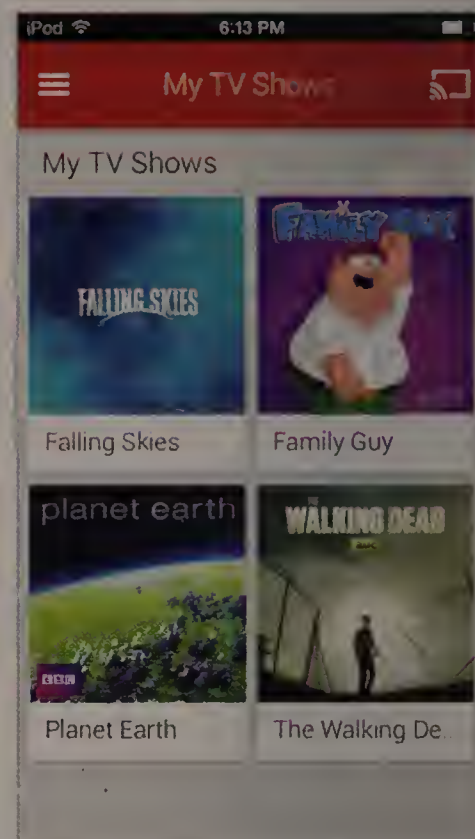 iPod 6:13 PM
My TV Shows
My TV Shows
FALLING SKIES
FAMILY GUY
Falling Skies
Family Guy
planet earth
WALKING DEAD
amc
BBC
Planet Earth
The Walking De..